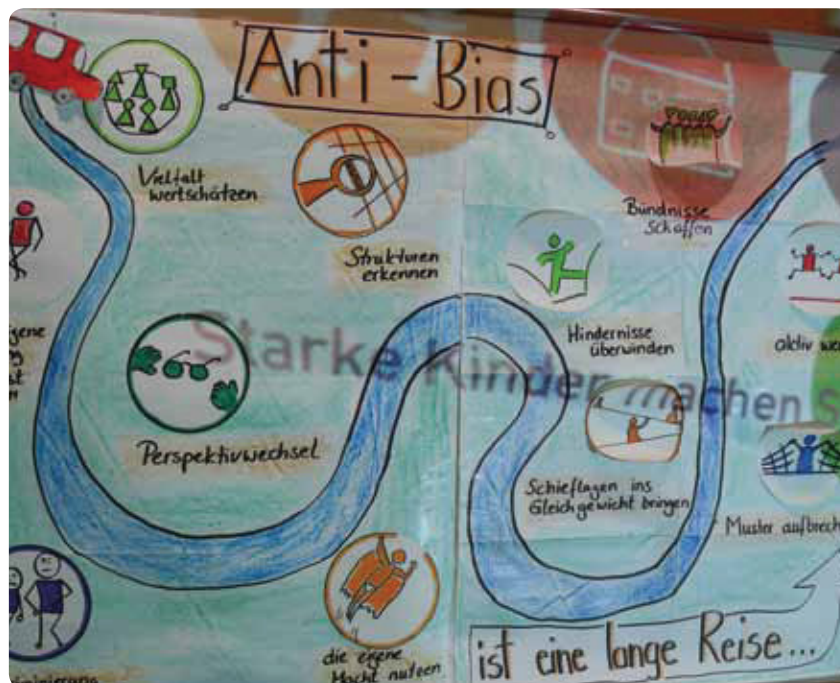 Anti-Bias
Vielfalt
wertschätzen
Strukturen
erkennen
Bündnisse
schaffen
Hindernisse
überwinden
aktiv
Starke Kinder machen
Perspektivwechsel
Schieflagen ins
Gleichgewicht bringen
Muster
die eigene
Macht nutzen
ist eine lange Reise...